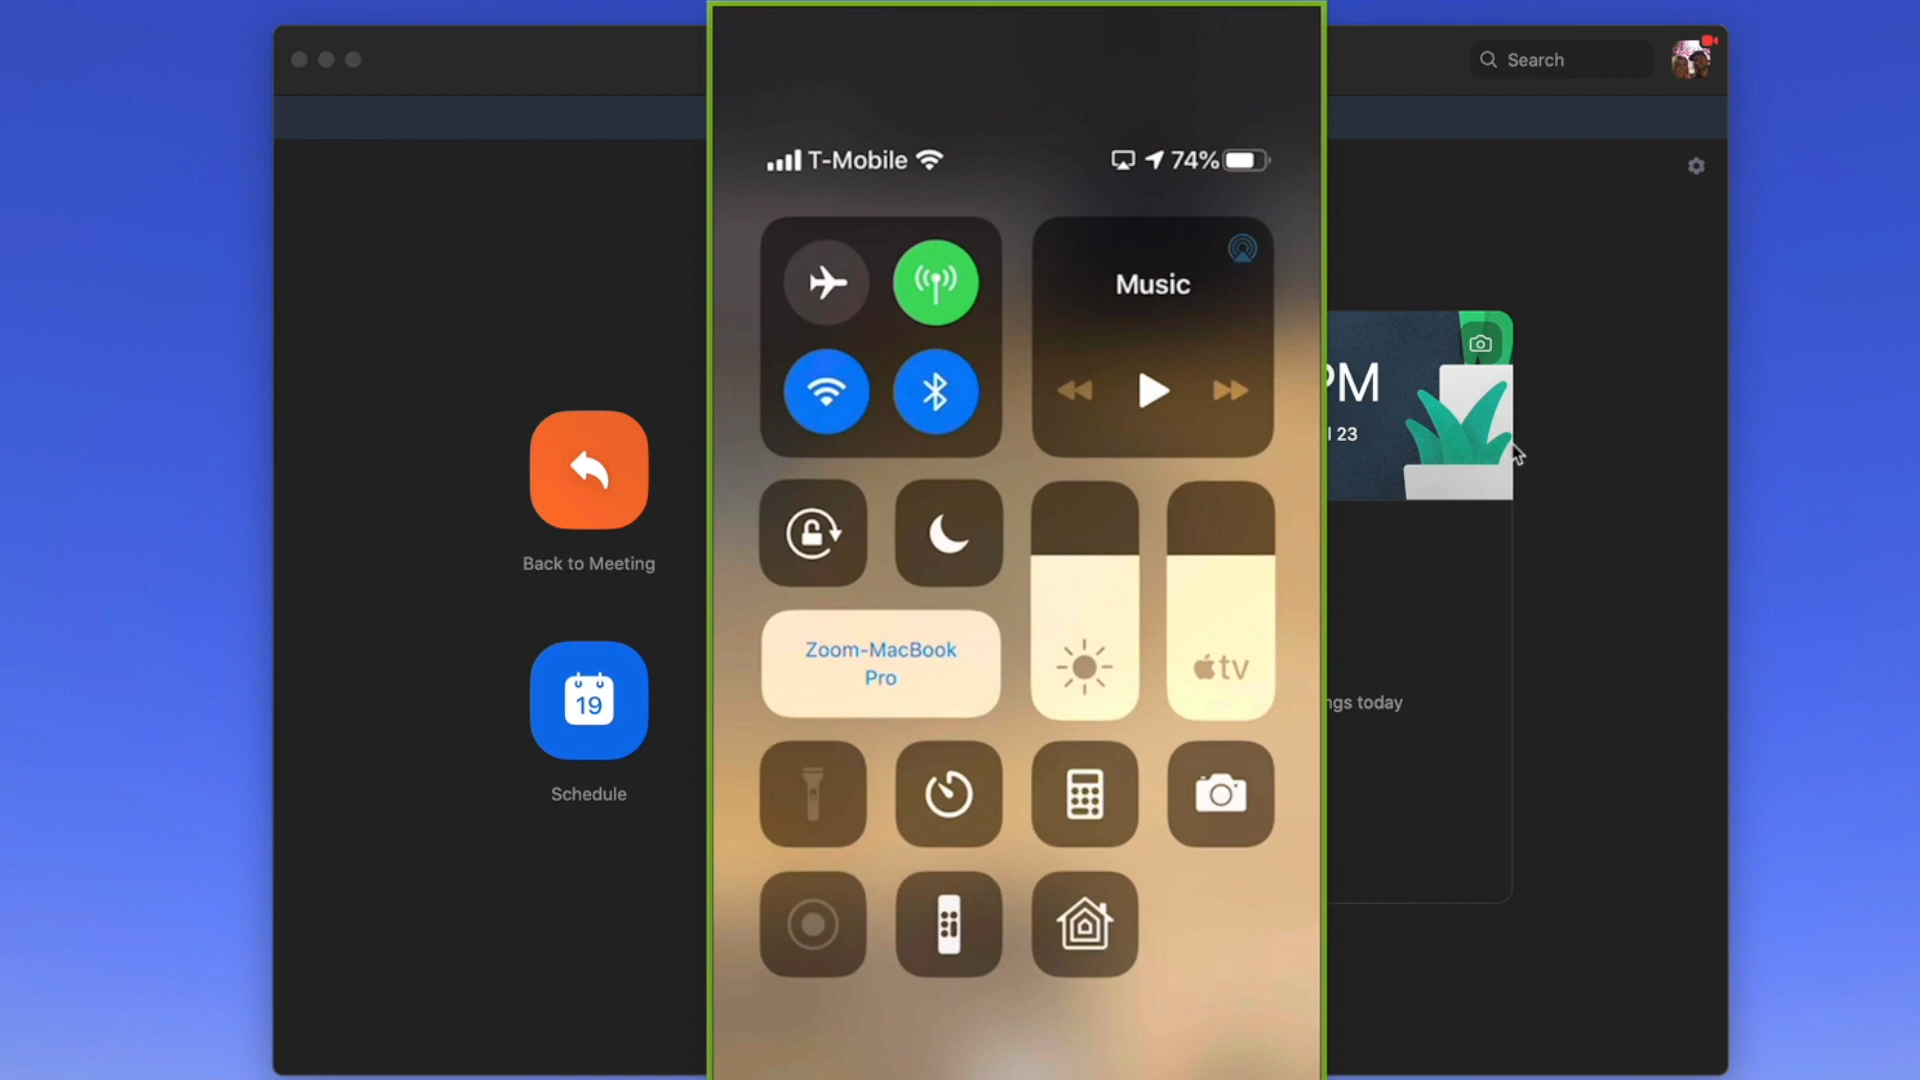 Search
T-Mobile
74%
Music
PM
23
Back to Meeting
Zoom-MacBook
Pro
tv
19
ngs today
Schedule